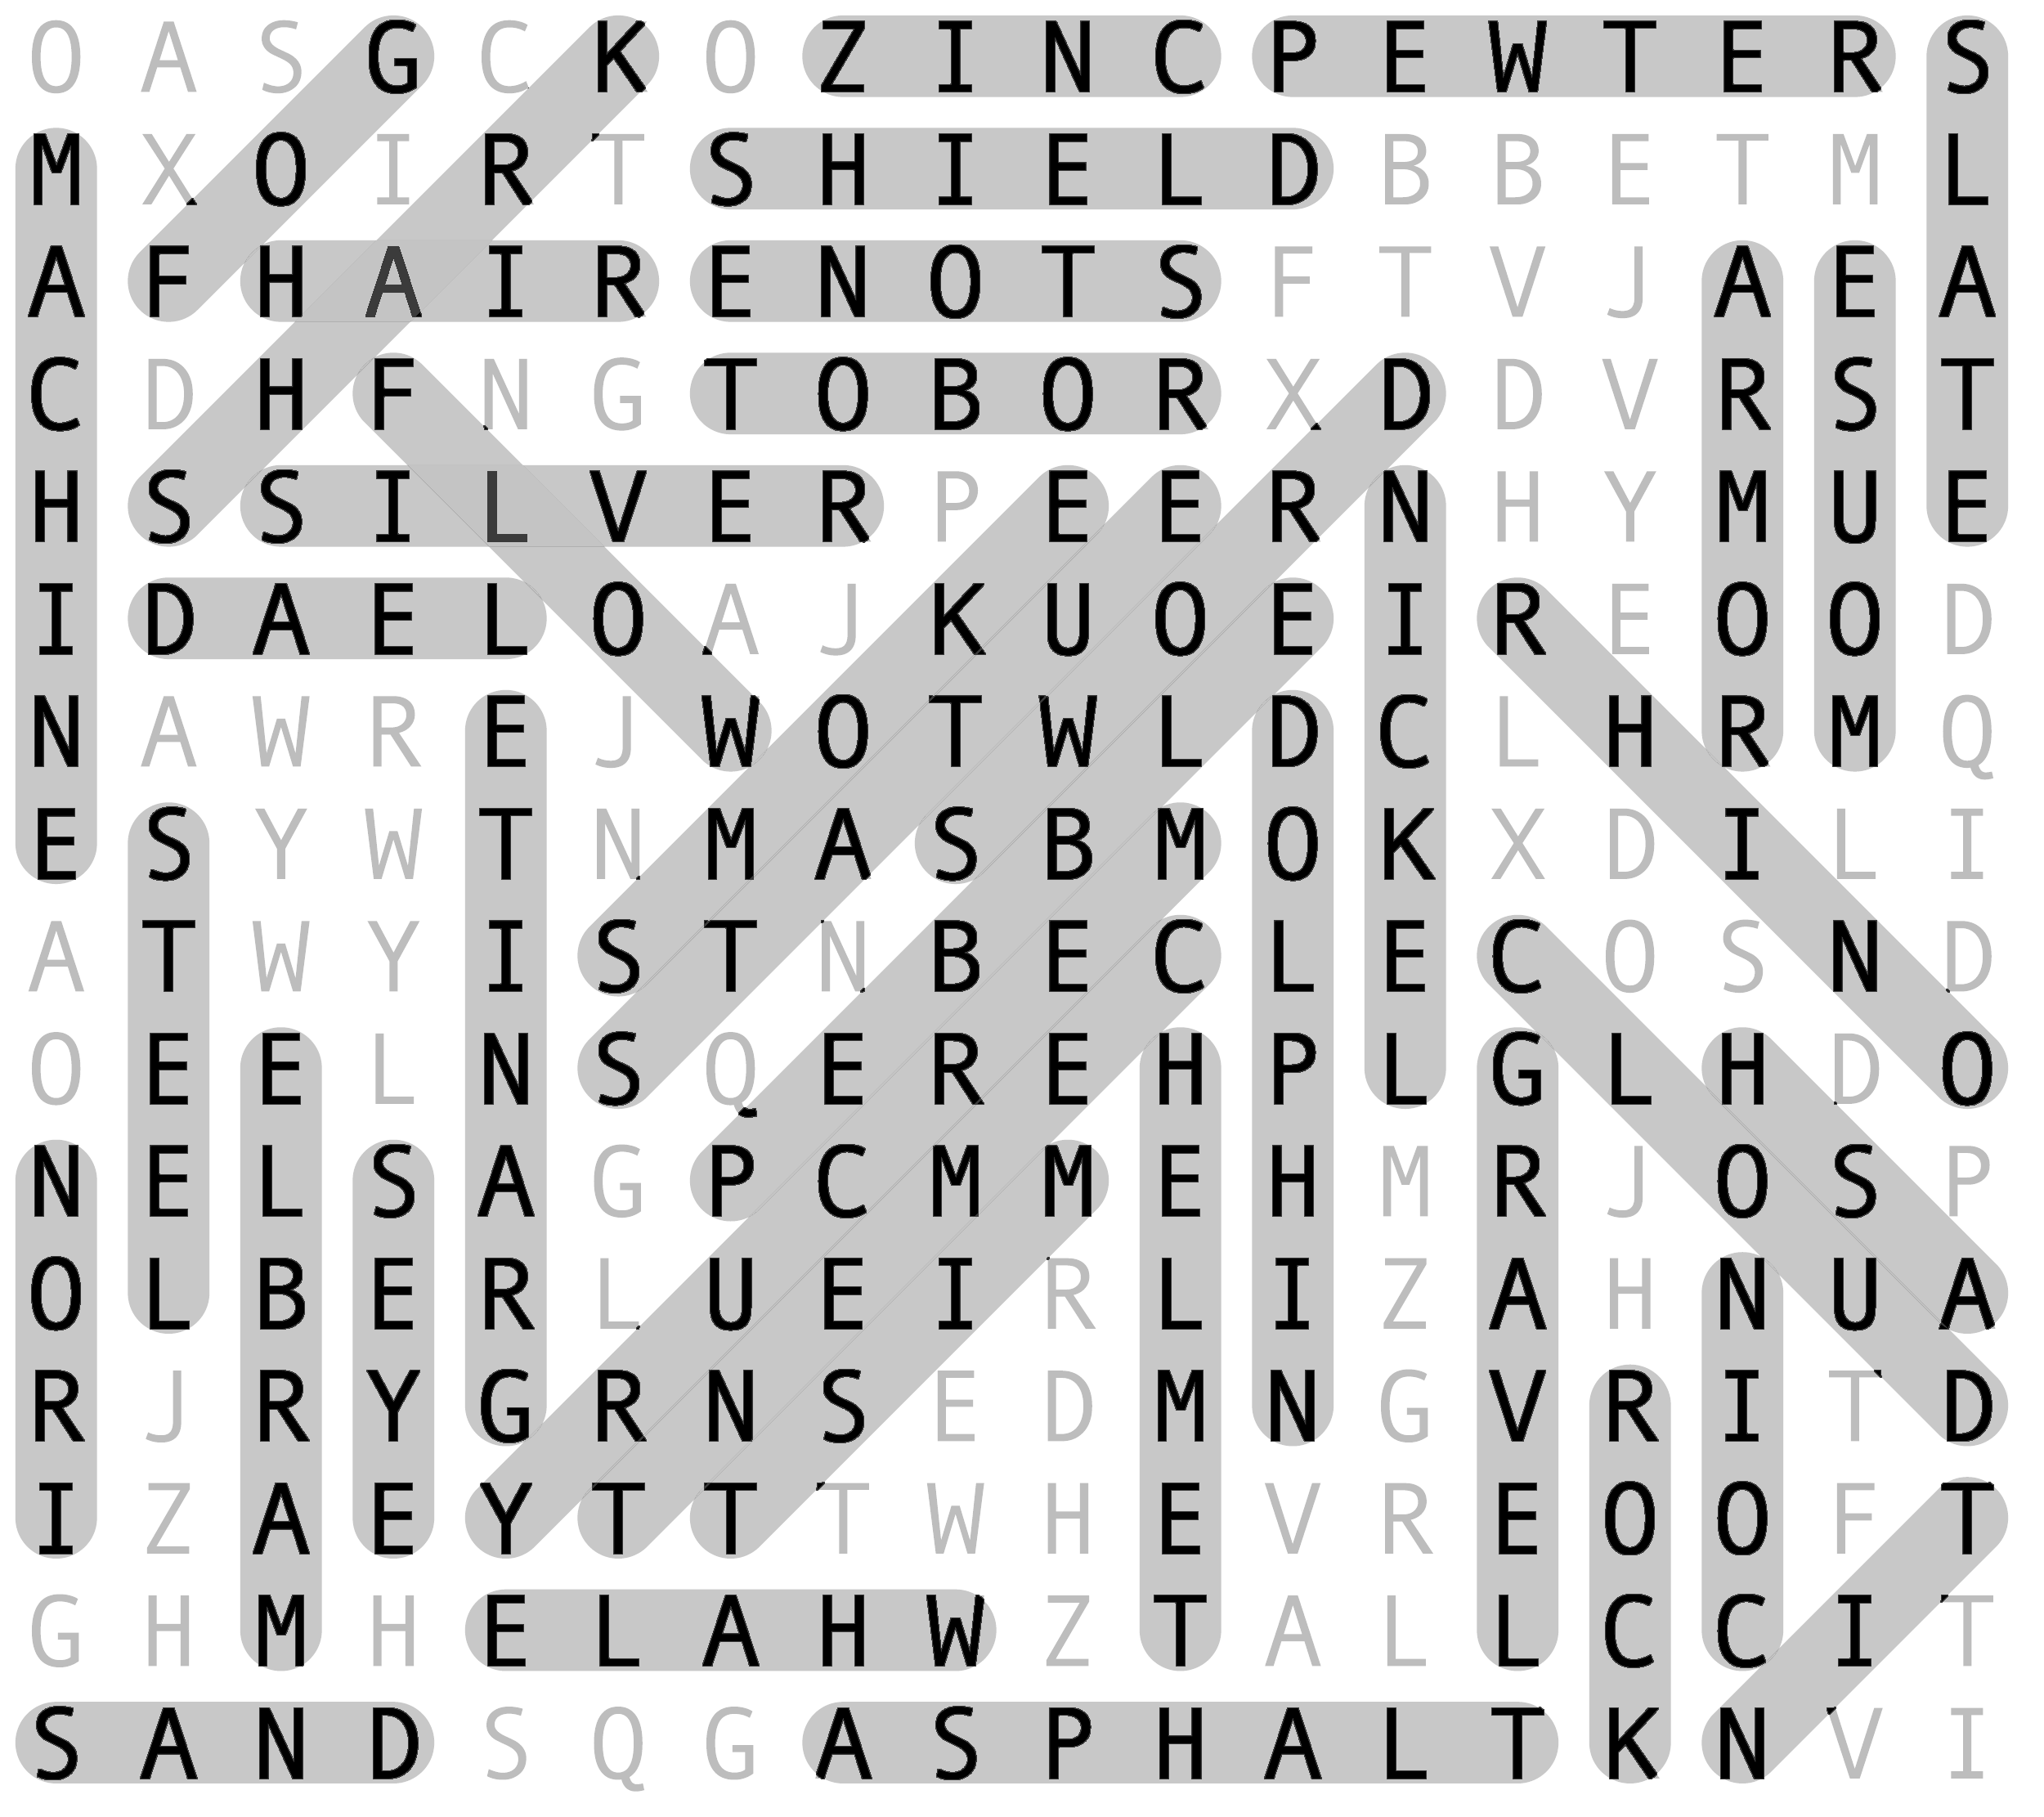 O A S G C K O Z I N C P E W T E R S
M X O I R T S H I E L D B B E T M L
A F H A I R E N O T S F T V J A E A
C D H F N G T O B O R X D D V R S T
H S S I L V E R P E E R N H Y M U E
I D A E L O A J K U O E I R E O O D
N A W R E J W O T W L D C L H R M Q
E S Y W T N M A S B M O K X D I L I
A T W Y I S T N B E C L E C O S N D
O E E L N S Q E R E H P L G L H D O
N E L S A G P C M M E H M R J O S P
O L B E R L U E I R L I Z A H N U A
R J R Y G R N S E D M N G V R I T D
I Z A E Y T T T W H E V R E O O F T
G H M H E L A H W Z T A L L C C I T
S A N D S Q G A S P H A L T K N V I